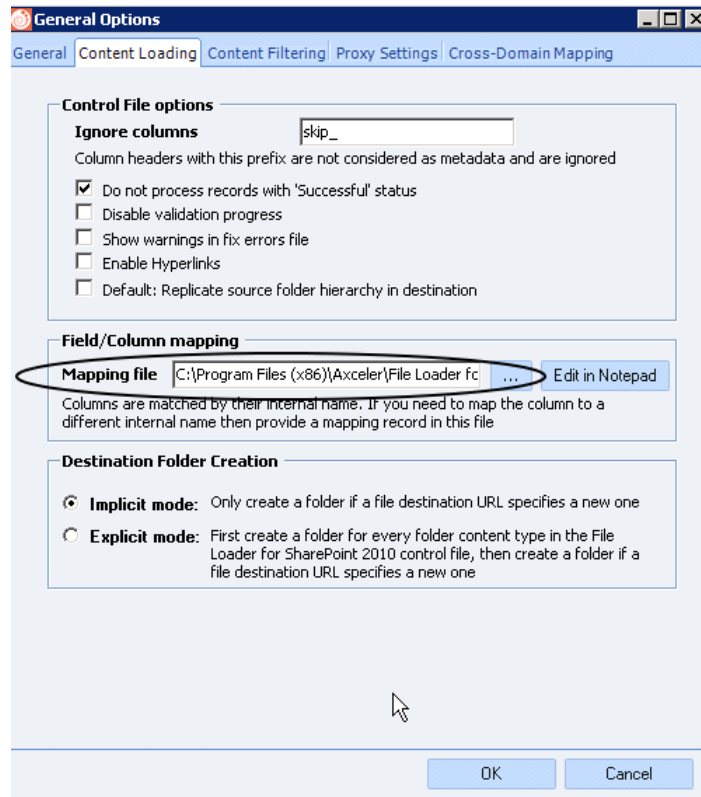 General Options
General Content Loading Content Filtering Proxy Settings Cross-Domain Mapping
Control File options
Ignore columns skip_
Column headers with this prefix are not considered as metadata and are ignored
Do not process records with 'Successful' status
Disable validation progress
Show warnings in fix errors file
Enable Hyperlinks
Default: Replicate source folder hierarchy in destination
Field/Column mapping
Mapping file C:\Program Files (x86)\Axceler\File Loader fc ... Edit in Notepad
Columns are matched by their internal name. If you need to map the column to a
different internal name then provide a mapping record in this file
Destination Folder Creation
Implicit mode: Only create a folder if a file destination URL specifies a new one
Explicit mode: First create a folder for every folder content type in the File
Loader for SharePoint 2010 control file, then create a folder if a
file destination URL specifies a new one
OK Cancel